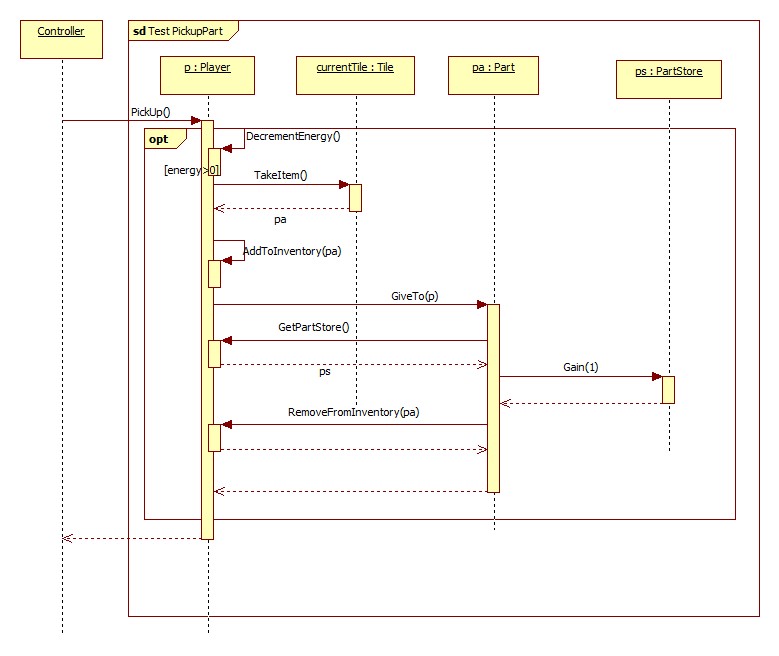 Controller
sd Test PickupPart
p : Player
currentTile : Tile
pa : Part
ps : PartStore
PickUp()
opt
DecrementEnergy()
[energy>0]
TakeItem()
pa
AddToInventory(pa)
GiveTo(p)
GetPartStore()
ps
Gain(1)
RemoveFromInventory(pa)